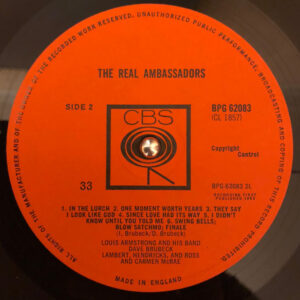 ALL RIGHTS OF THE MANUFACTURER AND OF THE OWNER OF THE RECORDED WORK RESERVED. UNAUTHORIZED PUBLIC PERFORMANCE, BROADCASTING AND COPYING OF THIS RECORD PROHIBITED.
THE REAL AMBASSADORS
SIDE 2
CBS
BPG 62083
(CL 1857)
Copyright
Control
33
BPG 62083 2L
RECORDING FIRST
PUBLISHED 1962
1. IN THE LURCH 2. ONE MOMENT WORTH YEARS 3. THEY SAY
I LOOK LIKE GOD 4. SINCE LOVE HAD ITS WAY 5. I DIDN'T
KNOW UNTIL YOU TOLD ME 6. SWING BELLS;
BLOW SATCHMO; FINALE
(I. Brubeck/D. Brubeck)
LOUIS ARMSTRONG AND HIS BAND
DAVE BRUBECK
LAMBERT, HENDRICKS, AND ROSS
AND CARMEN McRAE
MADE IN ENGLAND